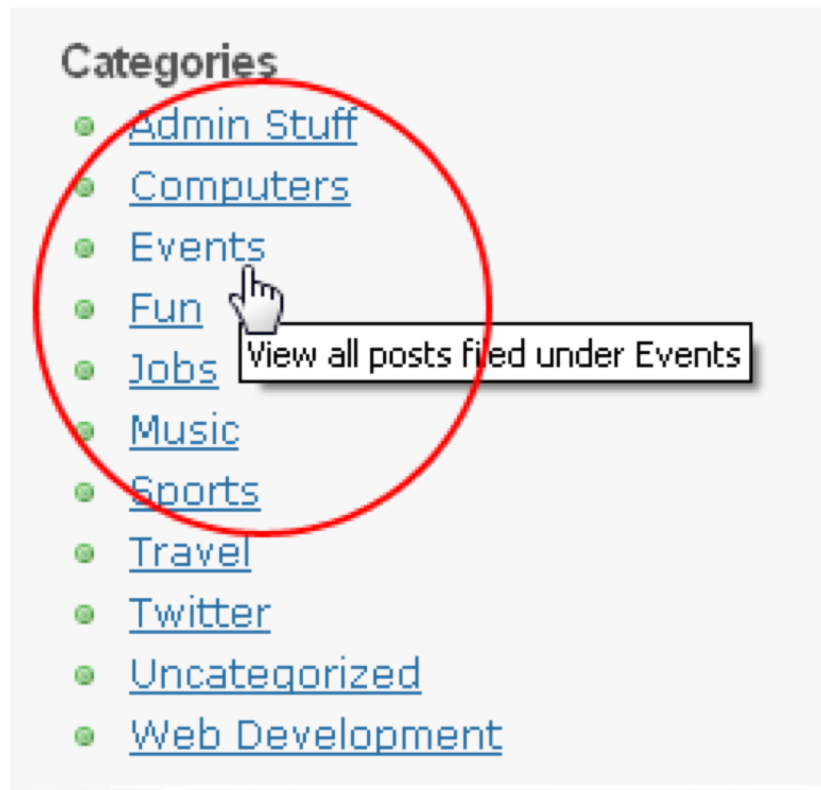 Categories
Admin Stuff
Computers
Events
Fun
Jobs
View all posts filed under Events
Music
Sports
Travel
Twitter
Uncategorized
Web Development